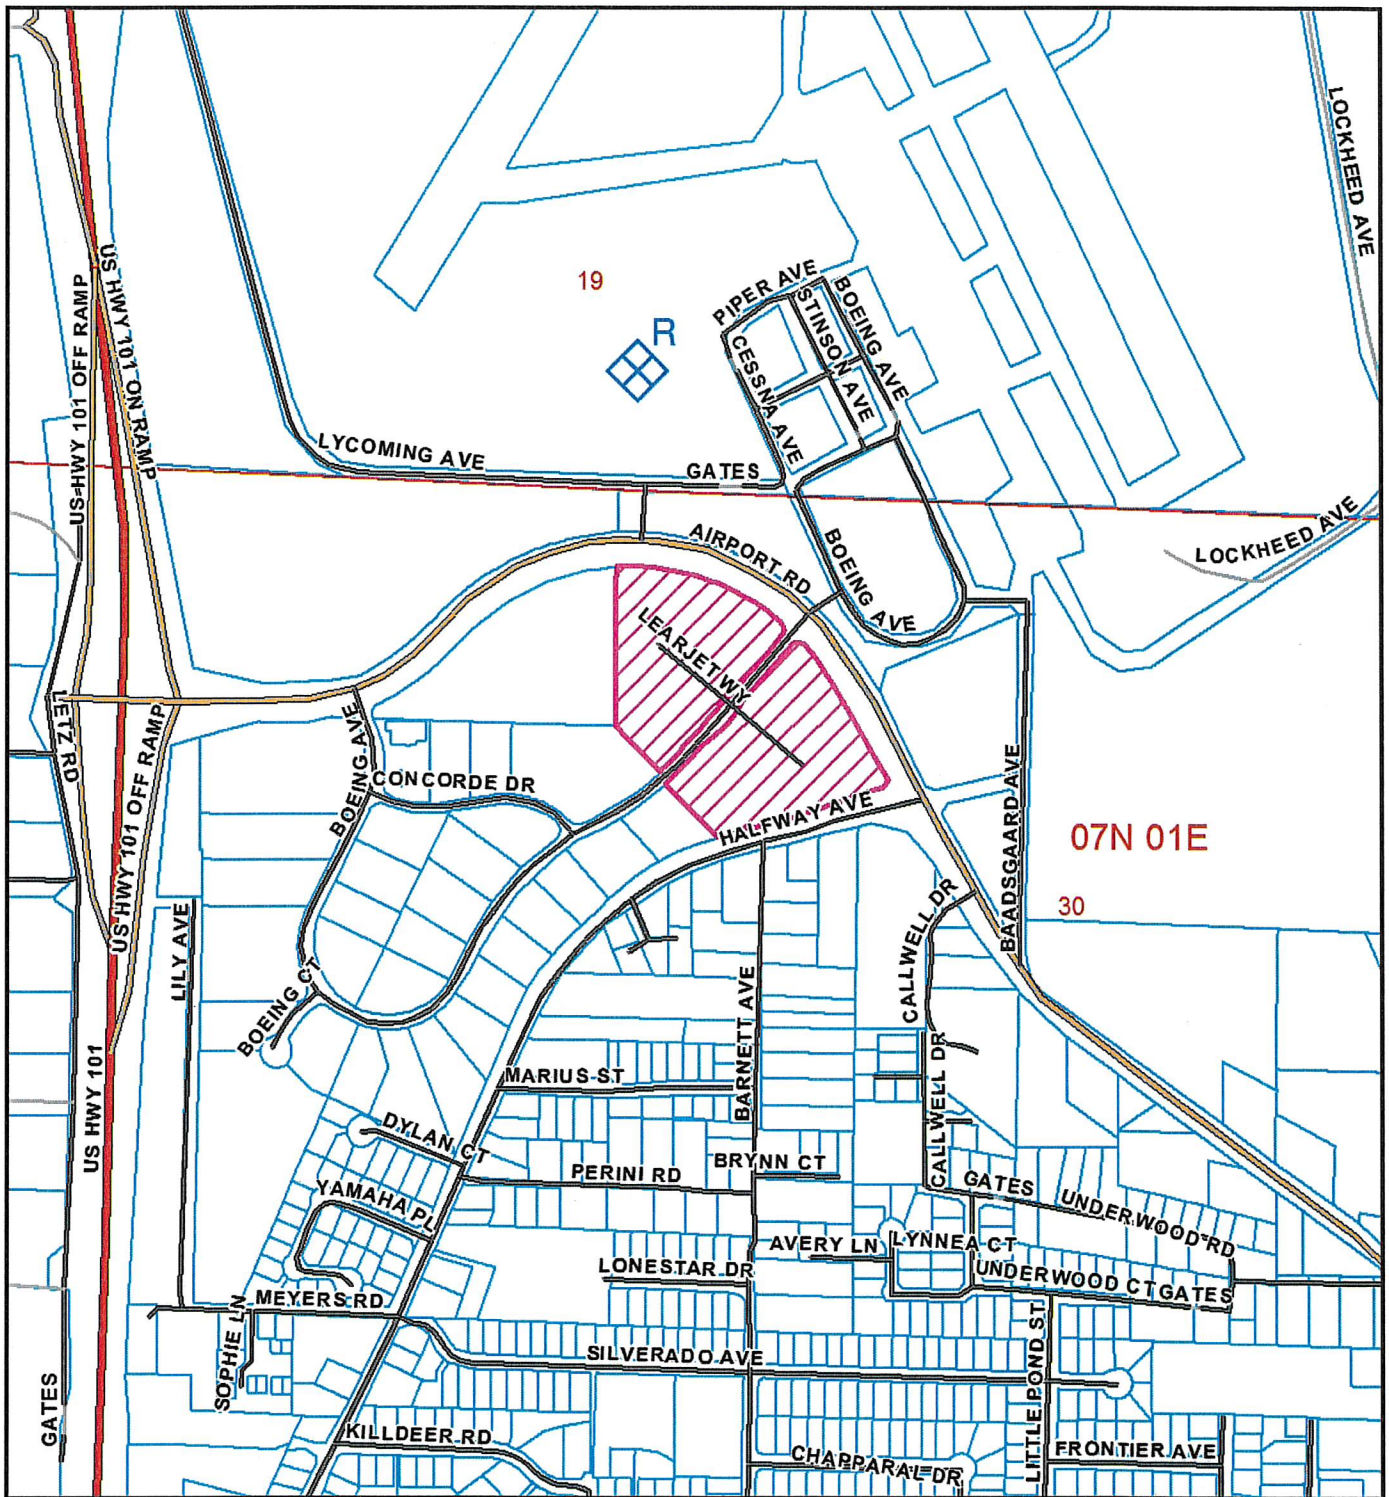 LOCKHEED AVE
US HWY 101 OFF RAMP
US HWY 101 ON RAMP
19
R
PIPER AVE
STINSON AVE
BOEING AVE
CESSNA AVE
LYCOMING AVE
GATES
LOCKHEED AVE
AIRPORT RD
BOEING AVE
LEARJET WY
LETZ RD
US HWY 101 OFF RAMP
BOEING AVE
CONCORDE DR
HALFWAY AVE
BAADSGAARD AVE
07N 01E
30
CALLWELL DR
LILY AVE
BOEING CT
BARNETT AVE
US HWY 101
MARIUS ST
CALLWELL DR
DYLAN CT
PERINI RD
BRYNN CT
GATES
UNDERWOOD RD
YAMAHA PL
AVERY LN
LYNNEA CT
LONESTAR DR
UNDERWOOD CT
GATES
MEYERS RD
SOPHIE LN
SILVERADO AVE
LITTLE POND ST
GATES
KILLDEER RD
CHAPPARAL DR
FRONTIER AVE